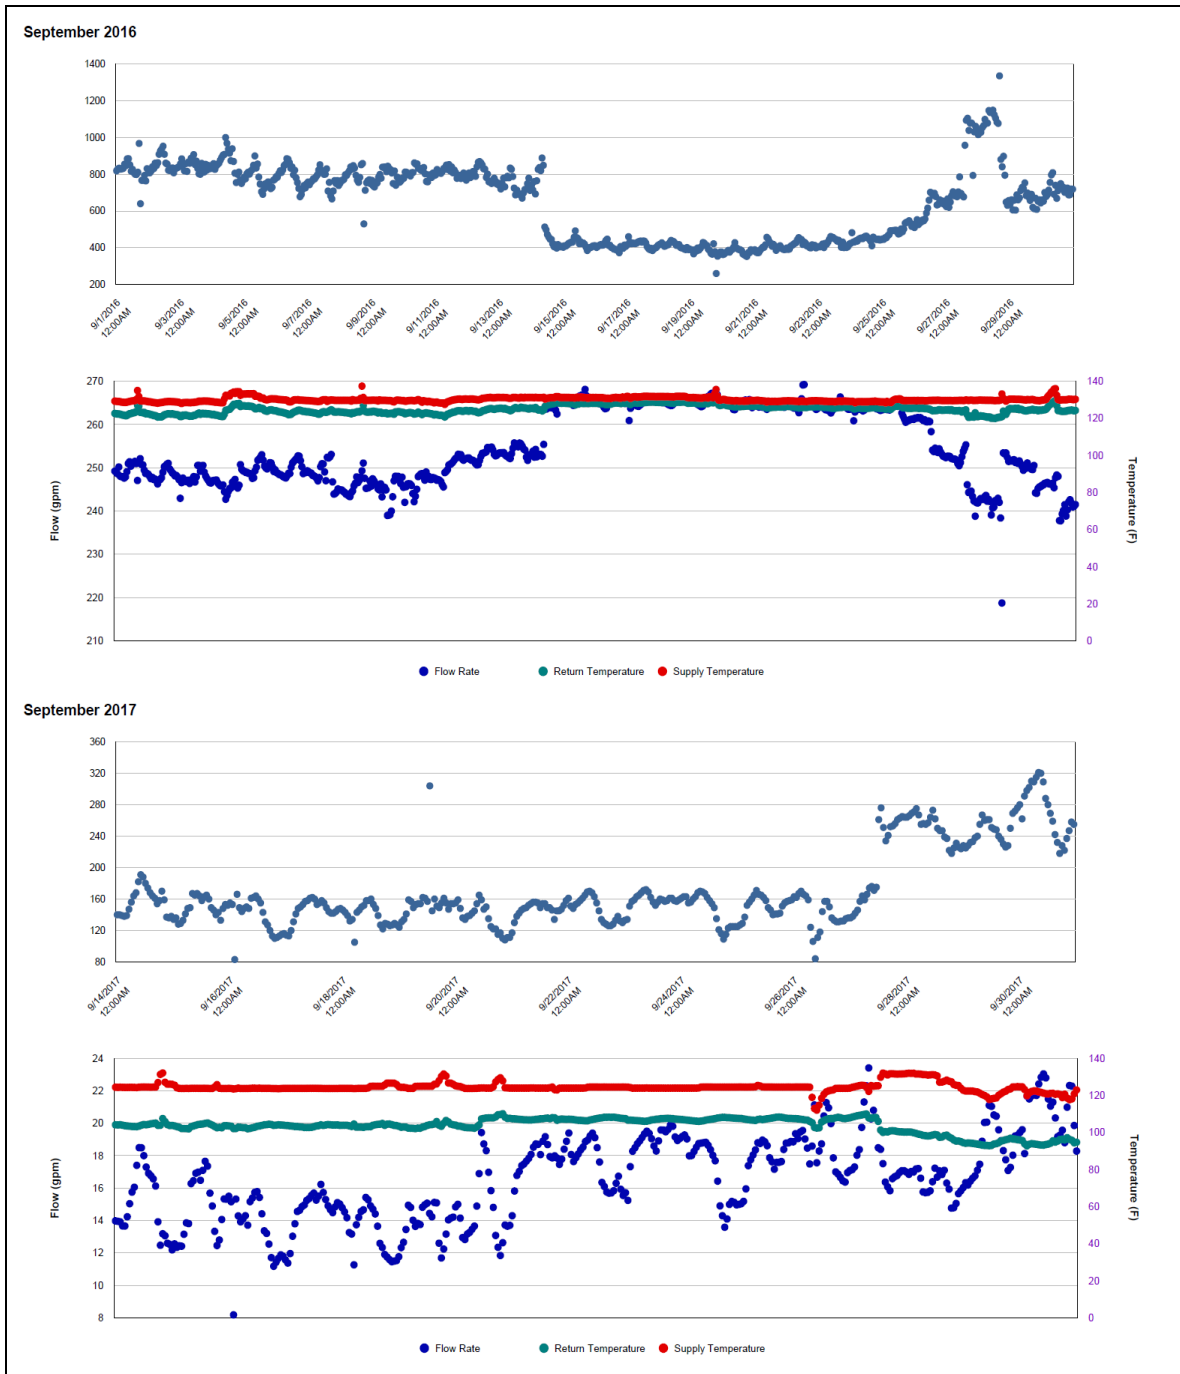 September 2016
1400
1200
1000
800
600
400
200
9/1/2016 12:00AM
9/3/2016 12:00AM
9/5/2016 12:00AM
9/7/2016 12:00AM
9/9/2016 12:00AM
9/11/2016 12:00AM
9/13/2016 12:00AM
9/15/2016 12:00AM
9/17/2016 12:00AM
9/19/2016 12:00AM
9/21/2016 12:00AM
9/23/2016 12:00AM
9/25/2016 12:00AM
9/27/2016 12:00AM
9/29/2016 12:00AM
Flow (gpm)
270
260
250
240
230
220
210
140
120
100
80
60
40
20
0
Temperature (F)
Flow Rate
Return Temperature
Supply Temperature
September 2017
360
320
280
240
200
160
120
80
9/14/2017 12:00AM
9/16/2017 12:00AM
9/18/2017 12:00AM
9/20/2017 12:00AM
9/22/2017 12:00AM
9/24/2017 12:00AM
9/26/2017 12:00AM
9/28/2017 12:00AM
9/30/2017 12:00AM
Flow (gpm)
24
22
20
18
16
14
12
10
8
140
120
100
80
60
40
20
0
Temperature (F)
Flow Rate
Return Temperature
Supply Temperature